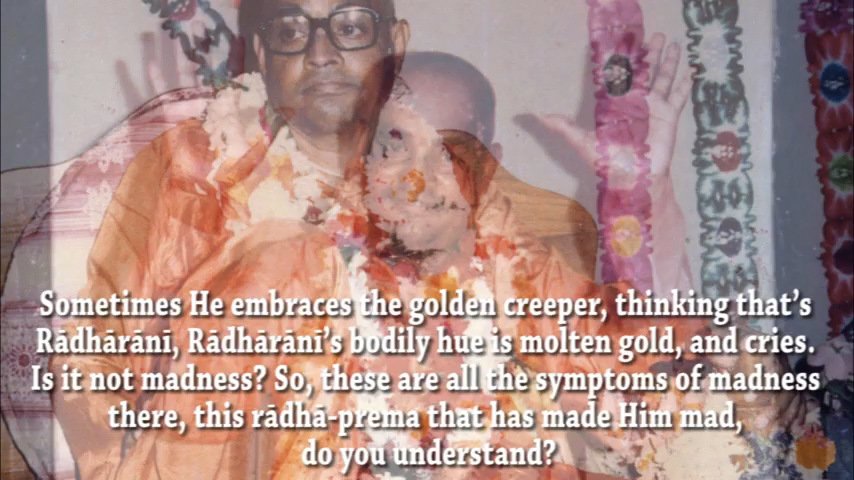 Sometimes He embraces the golden creeper, thinking that’s
Rādhārānī, Rādhārānī’s bodily hue is molten gold, and cries.
Is it not madness? So, these are all the symptoms of madness
there, this rādhā-prema that has made Him mad,
do you understand?